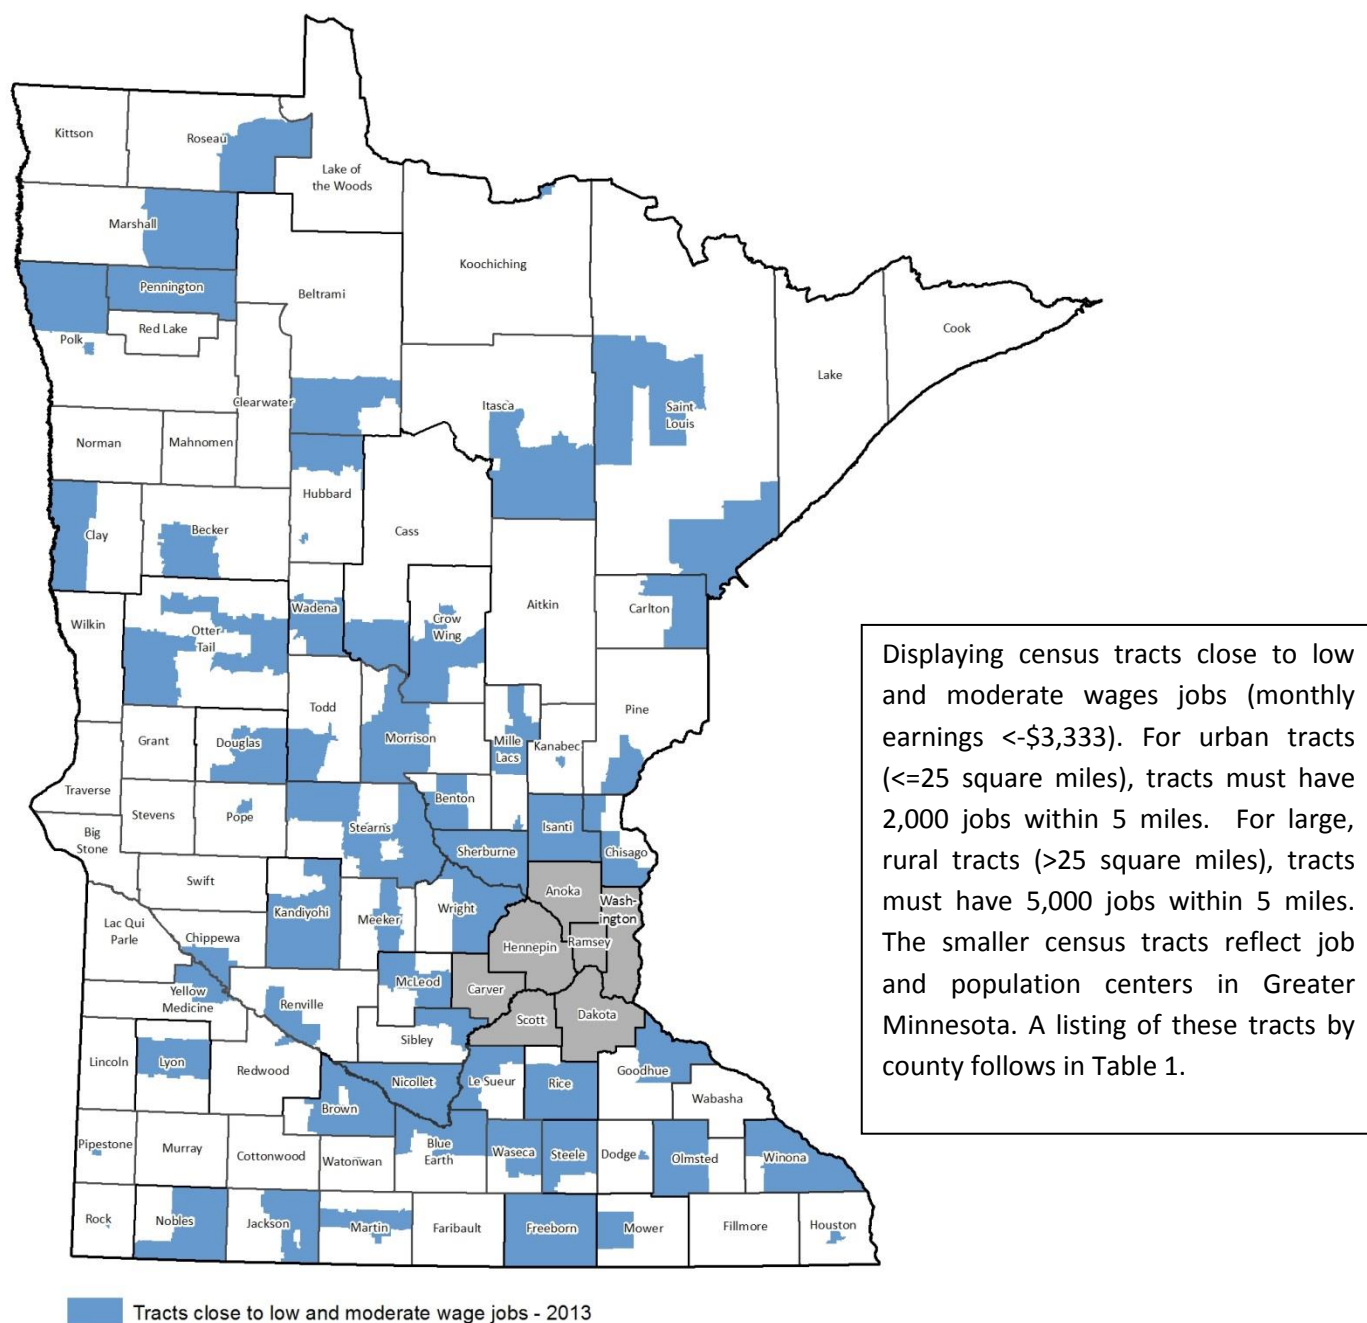 Kittson
Roseau
Lake of
the Woods
Marshall
Koochiching
Pennington
Beltrami
Red Lake
Polk
Cook
Lake
Clearwater
Itasca
Saint
Louis
Norman
Mahnomen
Hubbard
Cass
Clay
Becker
Aitkin
Carlton
Wadena
Crow
Wing
Wilkin
Otter
Tail
Pine
Todd
Grant
Douglas
Morrison
Mille
Lacs
Kanabec
Traverse
Stevens
Pope
Benton
Big
Stone
Stearns
Isanti
Sherburne
Chisago
Swift
Kandiyohi
Anoka
Wash-
ington
Meeker
Wright
Lac Qui
Parle
Chippewa
Hennepin
Ramsey
Yellow
Medicine
Renville
McLeod
Carver
Scott
Dakota
Sibley
Lincoln
Lyon
Redwood
Nicollet
Le Sueur
Rice
Goodhue
Wabasha
Brown
Pipestone
Murray
Cottonwood
Watonwan
Blue
Earth
Waseca
Steele
Dodge
Olmsted
Winona
Rock
Nobles
Jackson
Martin
Faribault
Freeborn
Mower
Fillmore
Houston
Displaying census tracts close to low
and moderate wages jobs (monthly
earnings <-$3,333). For urban tracts
(<=25 square miles), tracts must have
2,000 jobs within 5 miles. For large,
rural tracts (>25 square miles), tracts
must have 5,000 jobs within 5 miles.
The smaller census tracts reflect job
and population centers in Greater
Minnesota. A listing of these tracts by
county follows in Table 1.
Tracts close to low and moderate wage jobs - 2013